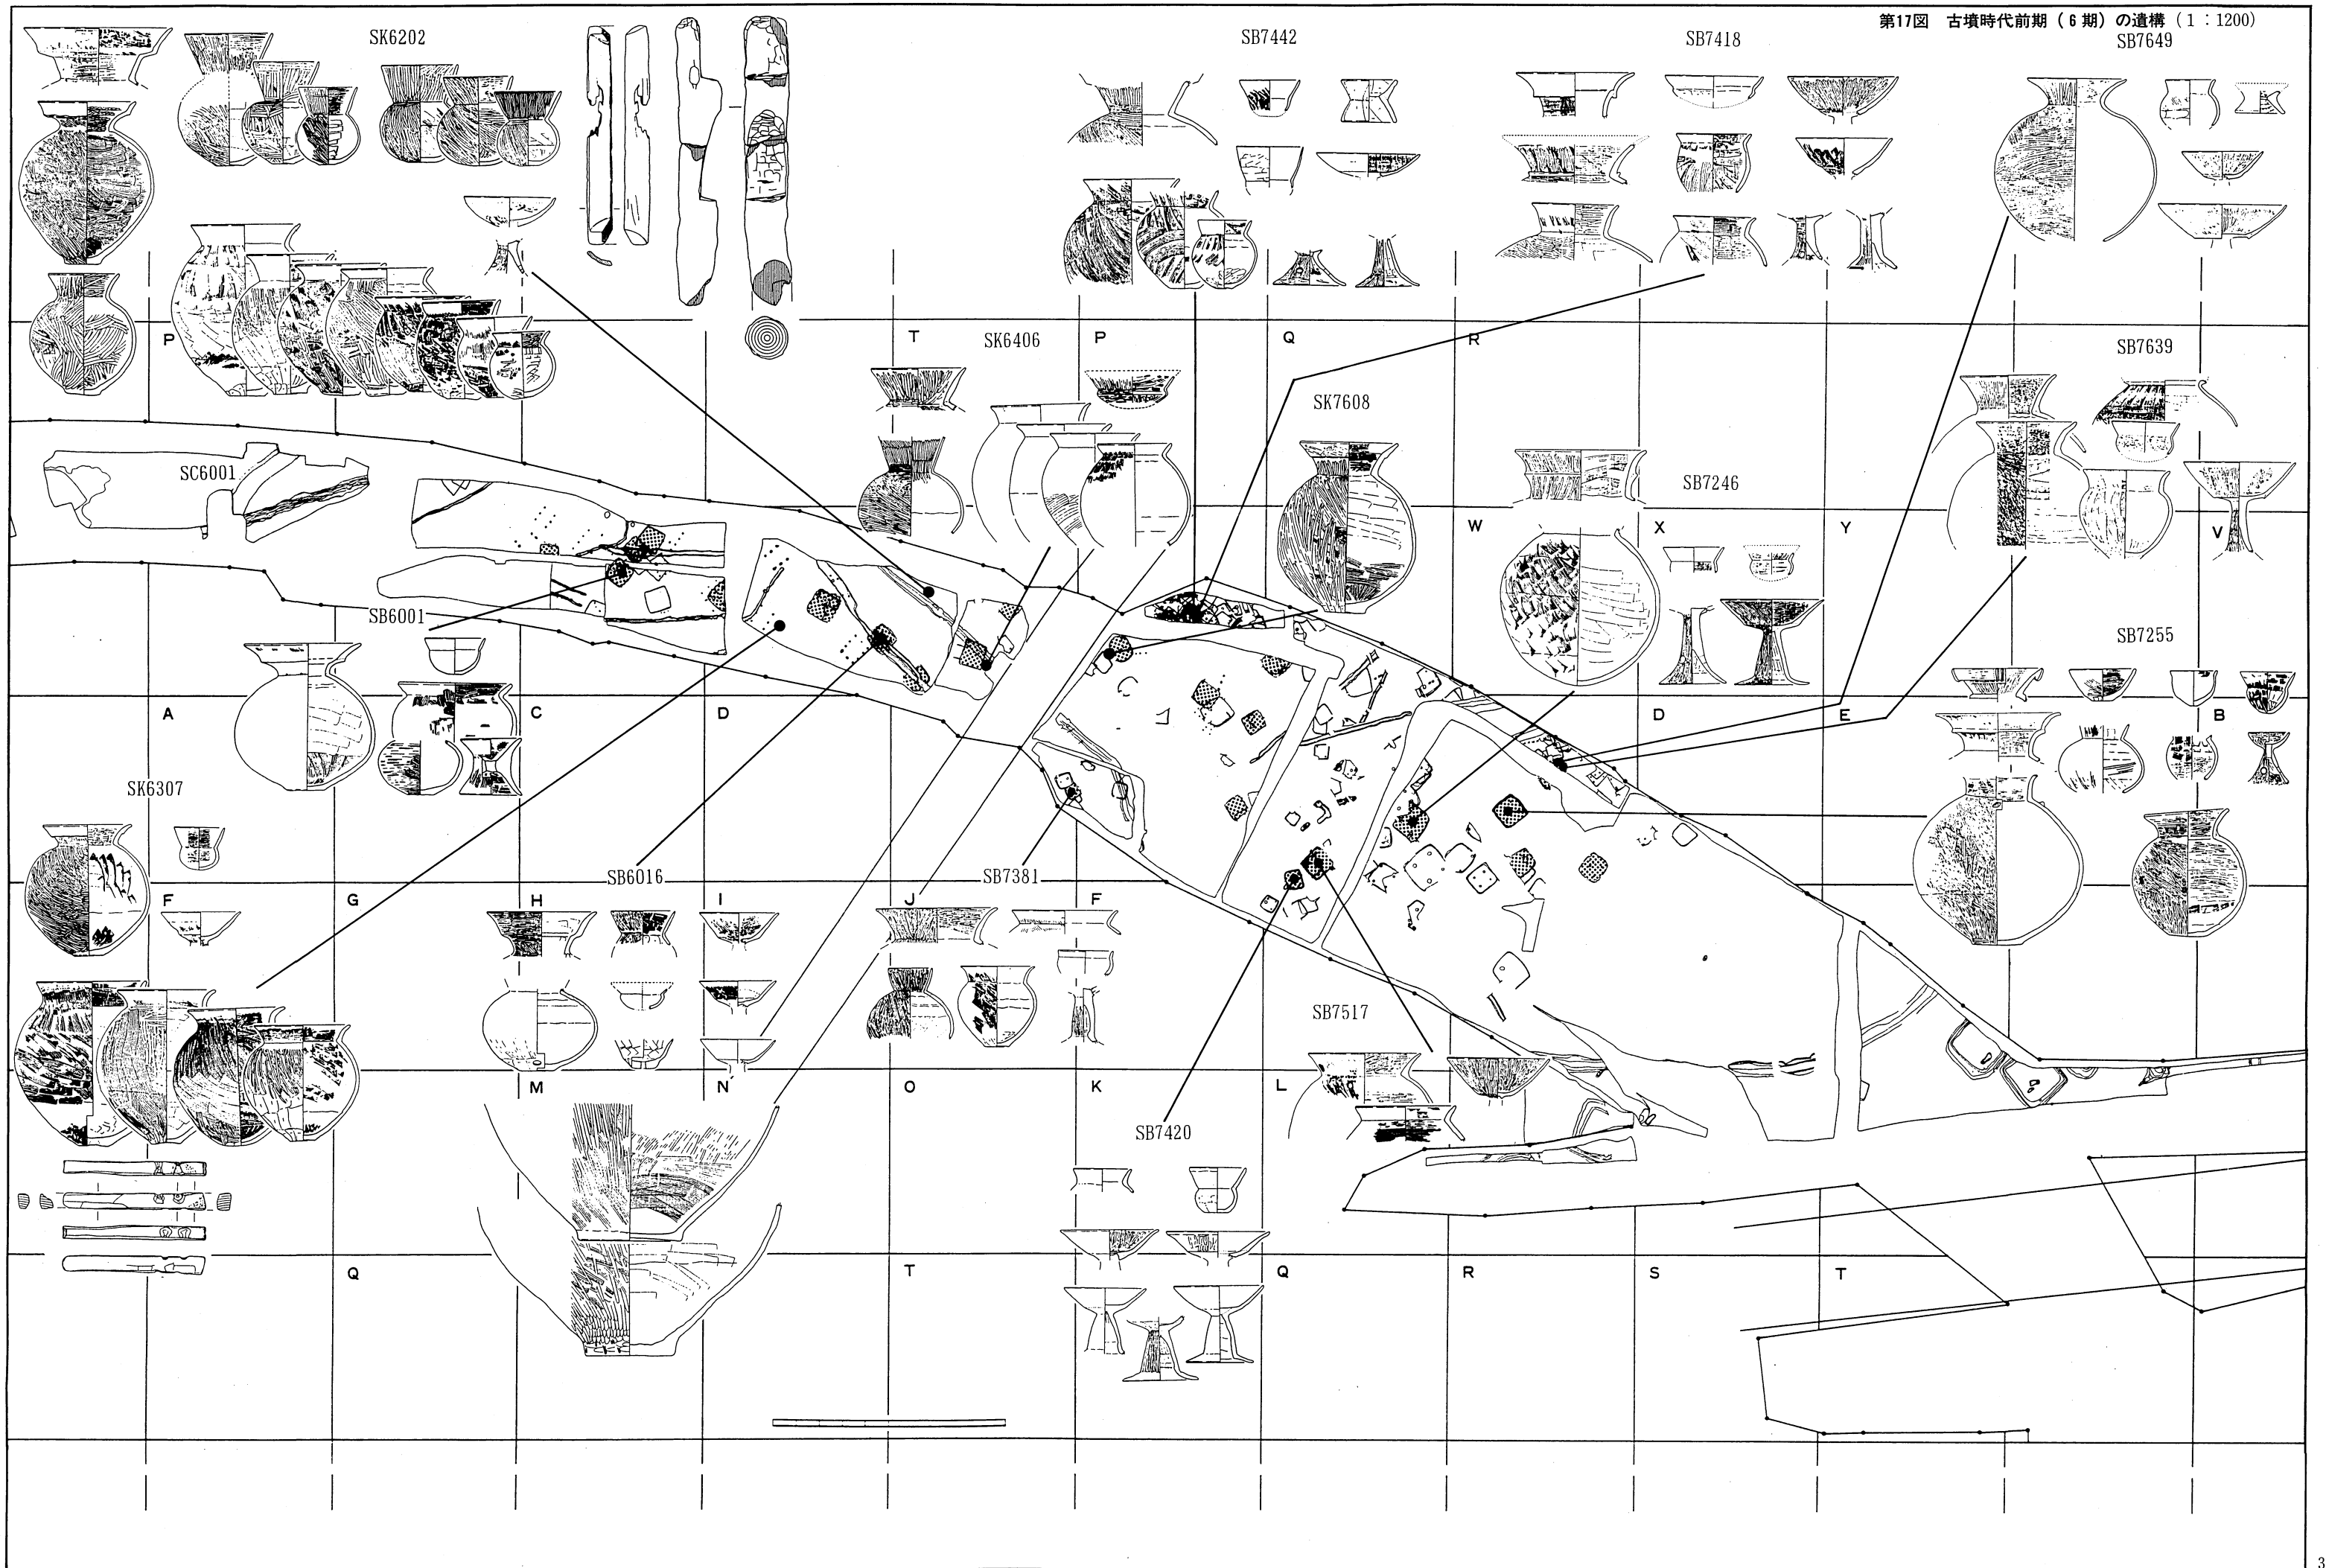 第17図 古墳時代前期（6期）の遺構（1：1200）
SK6202
SB7442
SB7418
SB7649
P
T
SK6406
P
Q
R
SB7639
SK7608
SC6001
SB7246
W
X
Y
V
SB6001
SB7255
A
C
D
D
E
B
SK6307
SB6016
SB7381
F
G
H
I
J
F
SB7517
M
N
O
K
L
SB7420
Q
T
Q
R
S
T
3